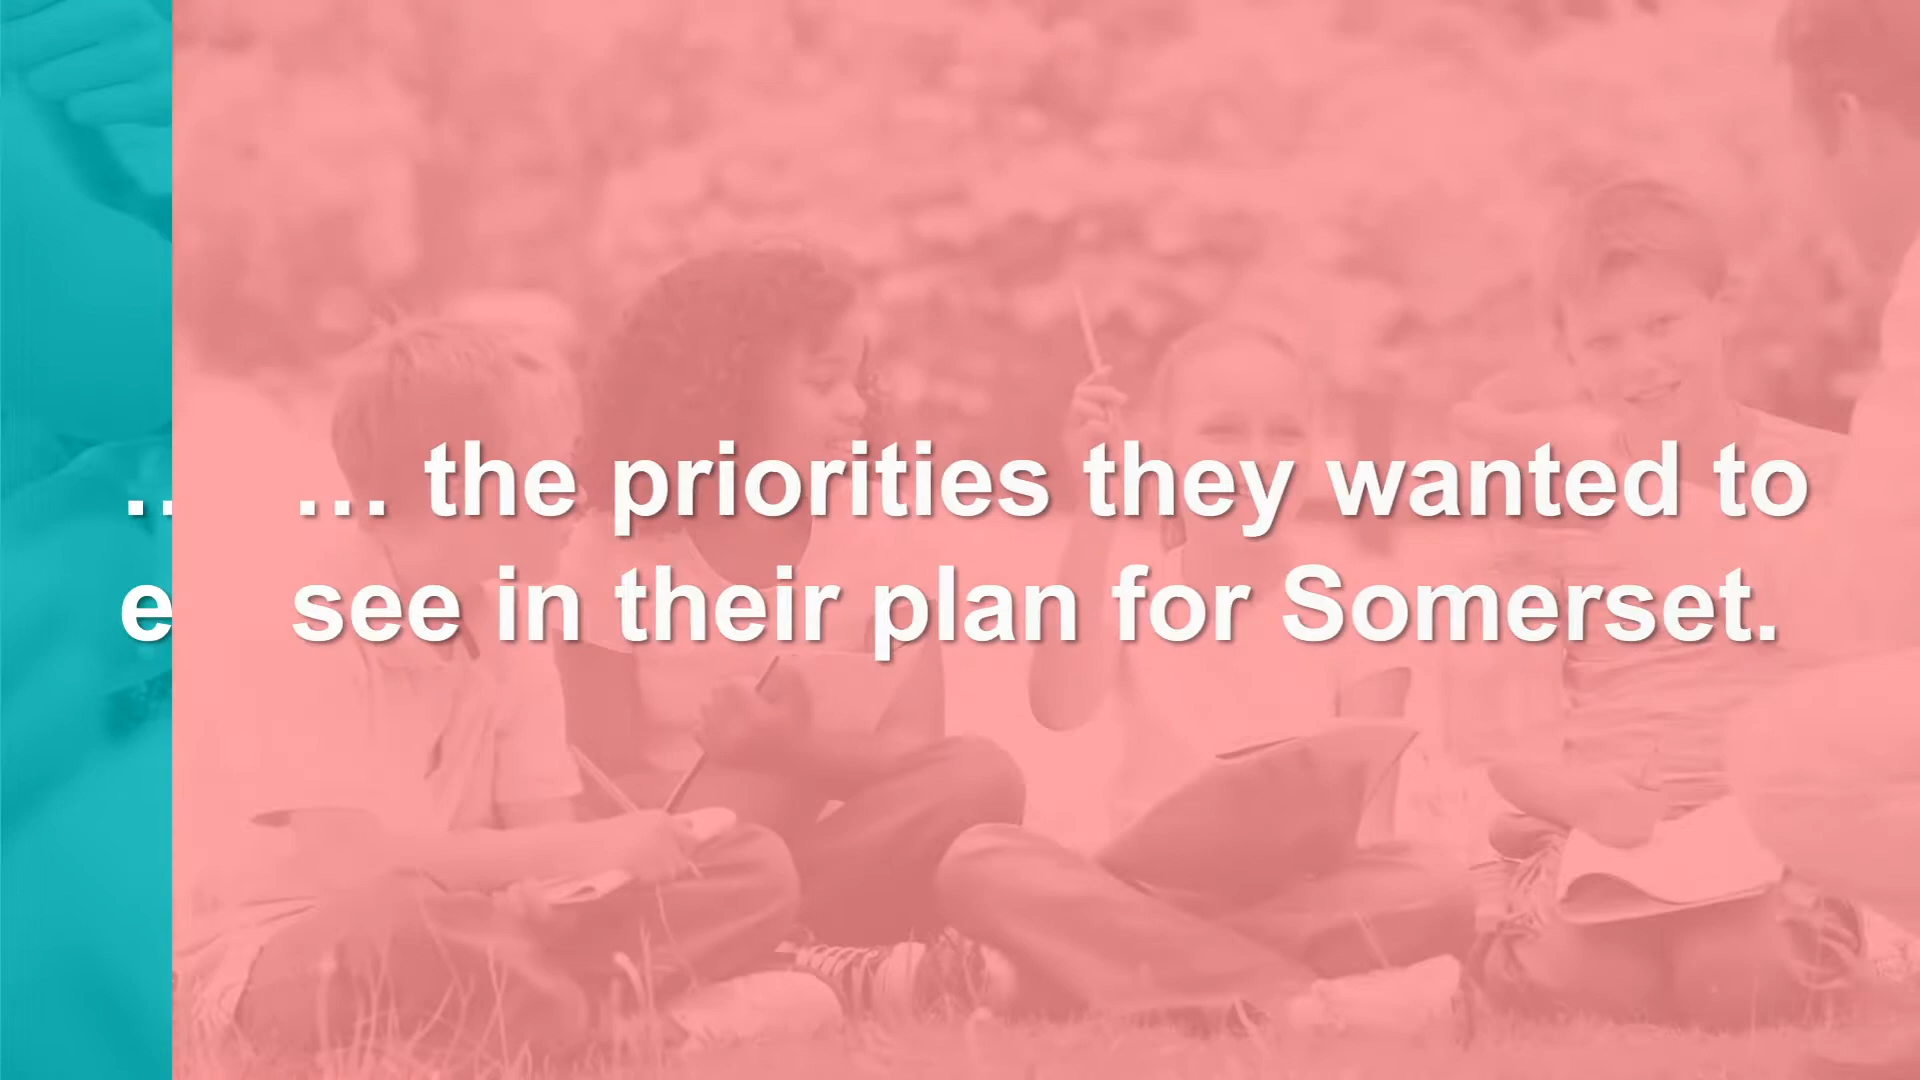 … the priorities they wanted to
see in their plan for Somerset.